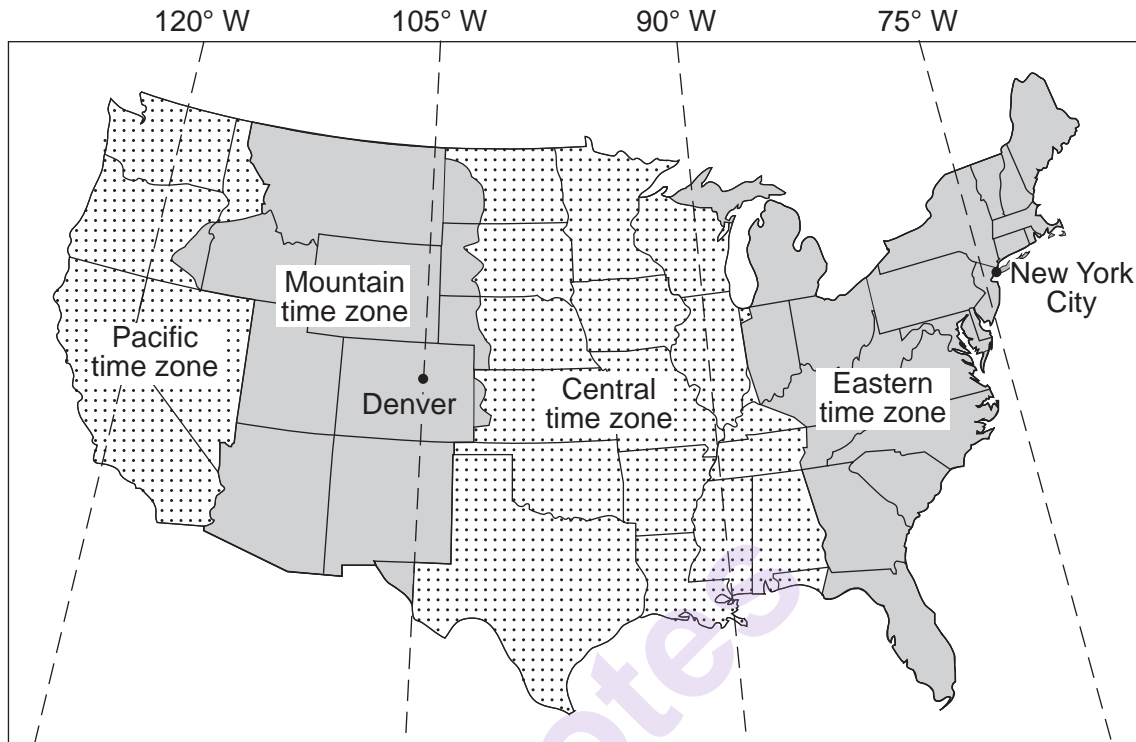 120° W 105° W 90° W 75° W
Mountain
time zone
New York
City
Pacific
time zone
Denver
Central
time zone
Eastern
time zone
otes